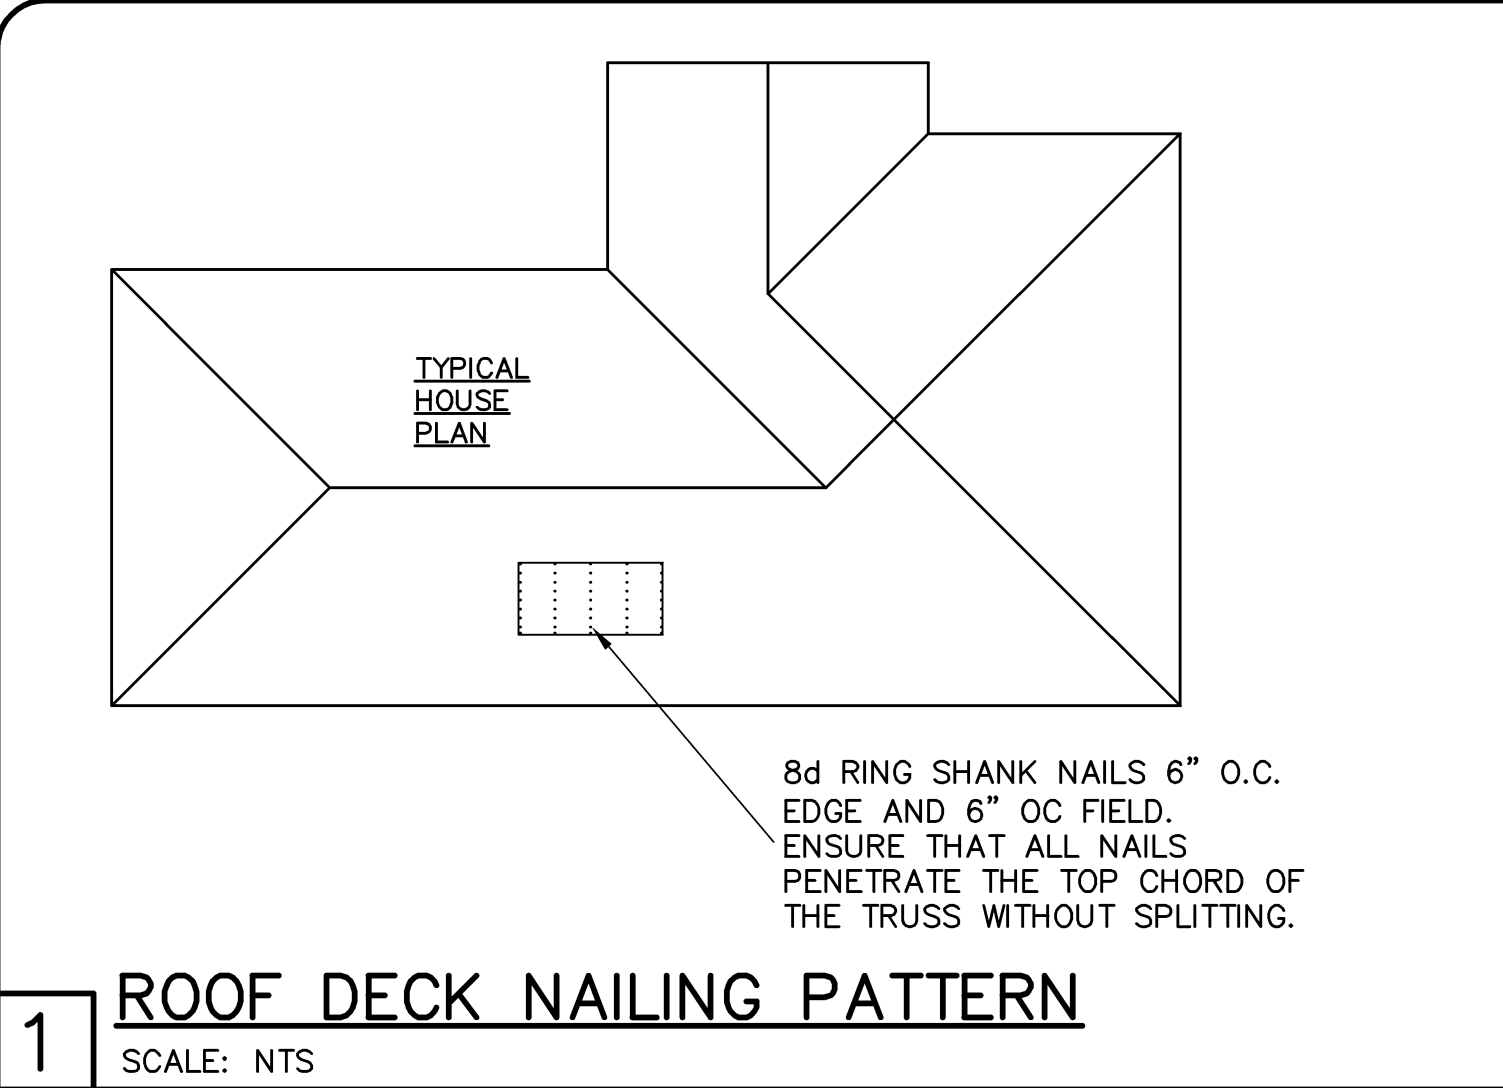 TYPICAL
HOUSE
PLAN
8d RING SHANK NAILS 6” O.C.
EDGE AND 6” OC FIELD.
ENSURE THAT ALL NAILS
PENETRATE THE TOP CHORD OF
THE TRUSS WITHOUT SPLITTING.
1
ROOF DECK NAILING PATTERN
SCALE: NTS